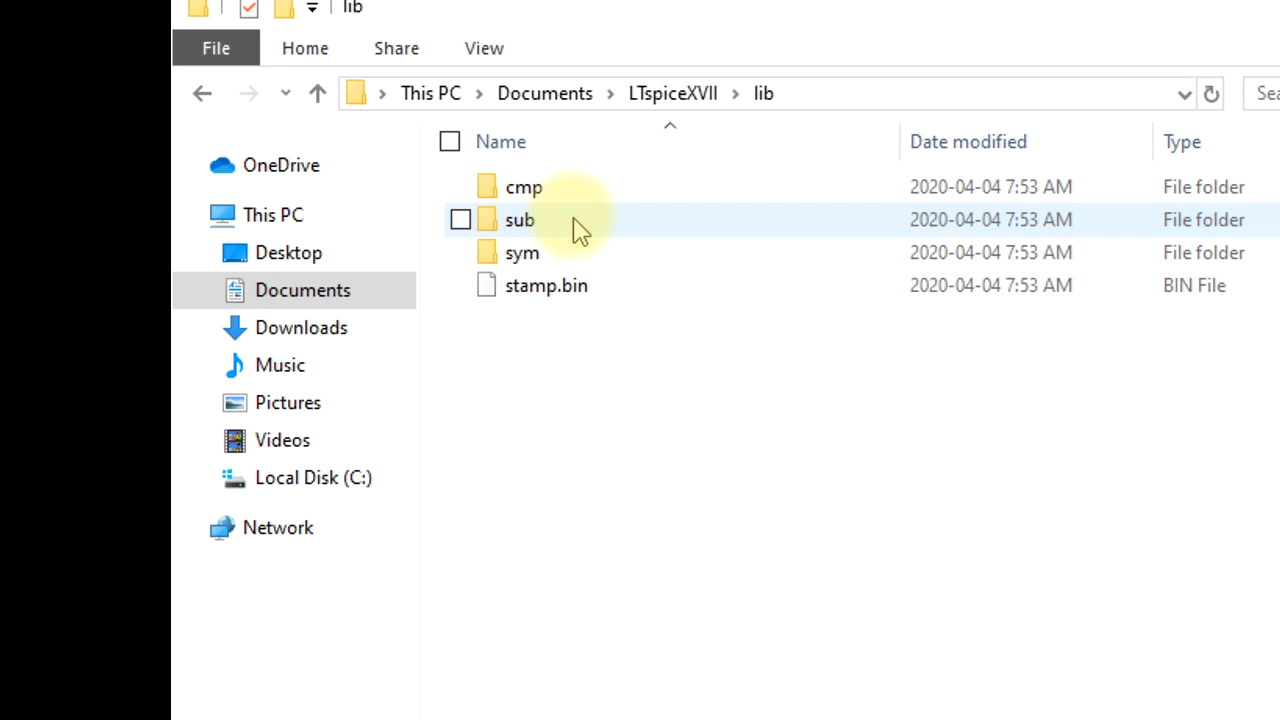 lib
File Home Share View
This PC Documents LTspiceXVII lib
Name Date modified Type
cmp 2020-04-04 7:53 AM File folder
sub 2020-04-04 7:53 AM File folder
sym 2020-04-04 7:53 AM File folder
stamp.bin 2020-04-04 7:53 AM BIN File
OneDrive
This PC
Desktop
Documents
Downloads
Music
Pictures
Videos
Local Disk (C:)
Network